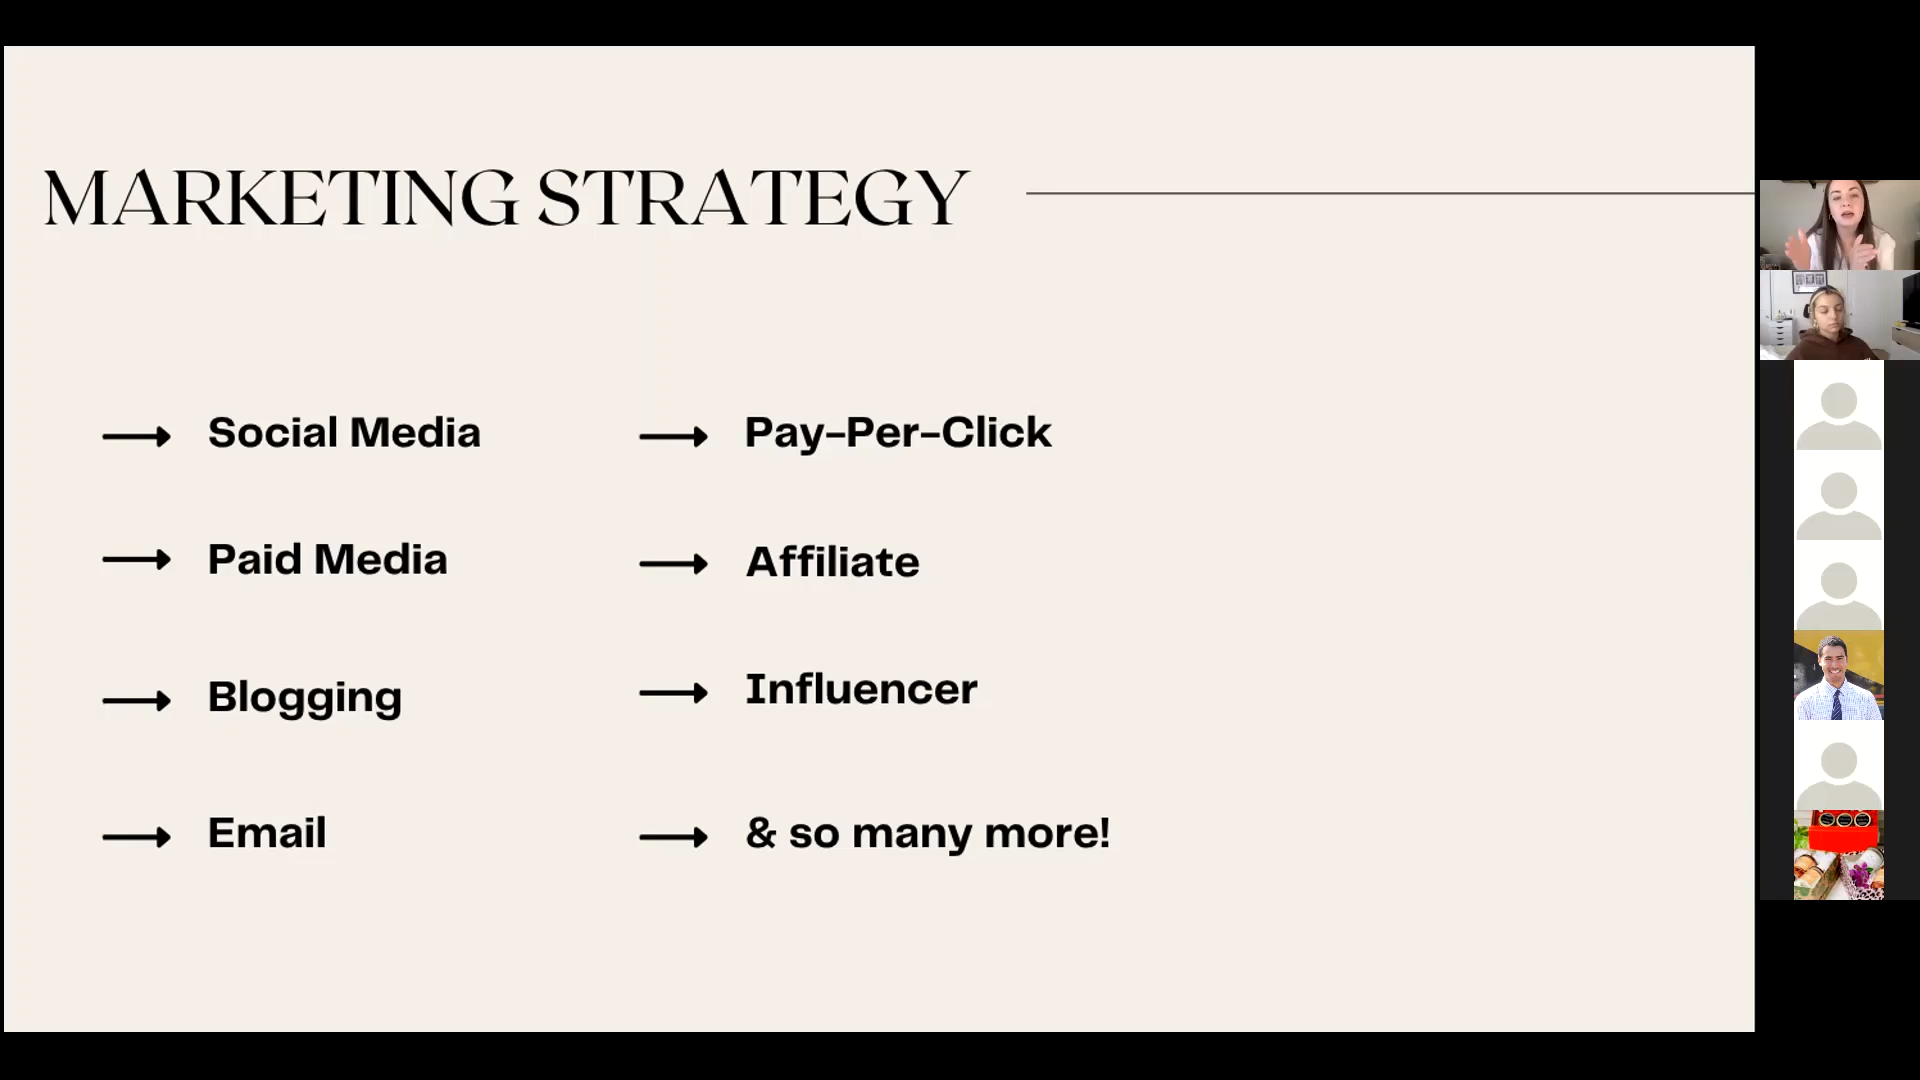 MARKETING STRATEGY
Social Media
Paid Media
Blogging
Email
Pay-Per-Click
Affiliate
Influencer
& so many more!